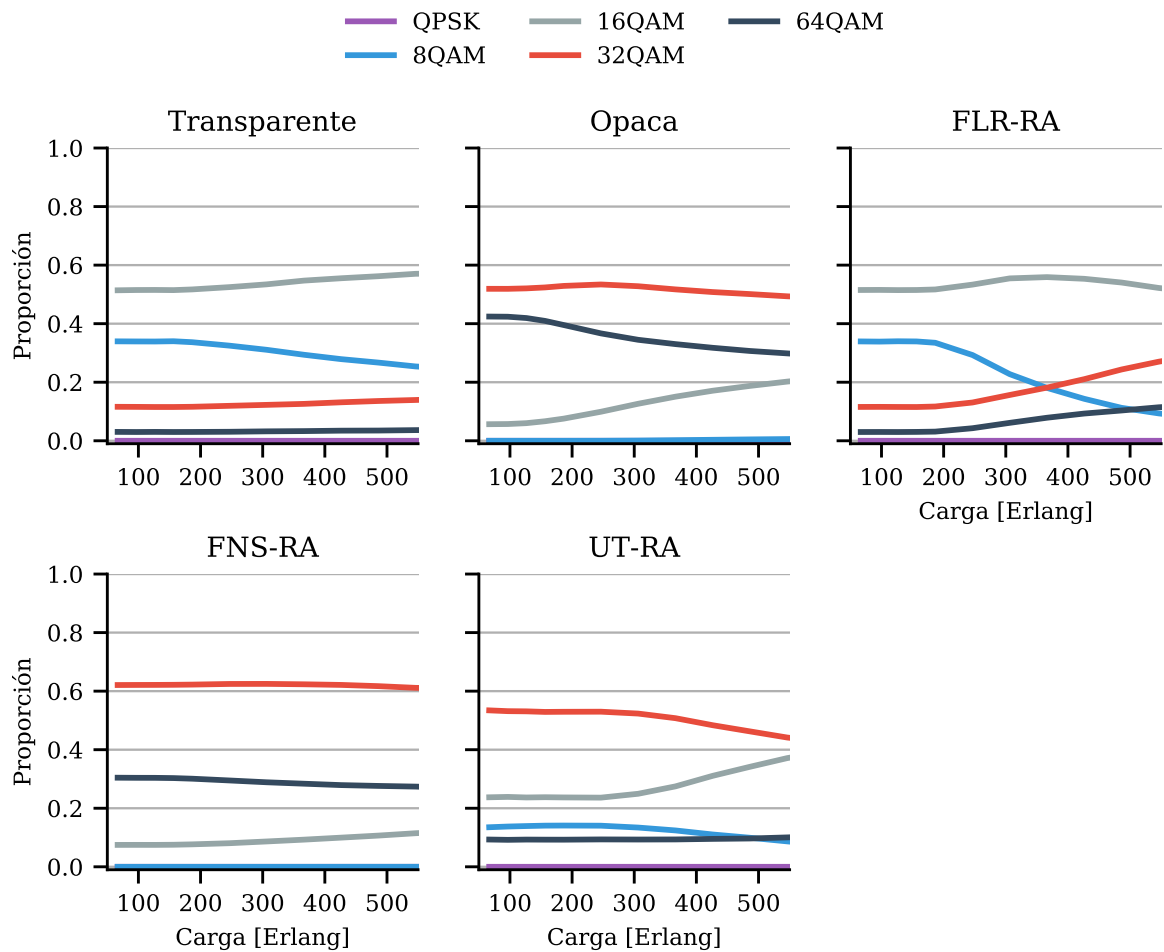 QPSK 16QAM 64QAM
8QAM 32QAM
Transparente Opaca FLR-RA
Proporción
1.0
0.8
0.6
0.4
0.2
0.0
100 200 300 400 500 100 200 300 400 500 100 200 300 400 500
Carga [Erlang]
FNS-RA UT-RA
Proporción
1.0
0.8
0.6
0.4
0.2
0.0
100 200 300 400 500 100 200 300 400 500
Carga [Erlang] Carga [Erlang]